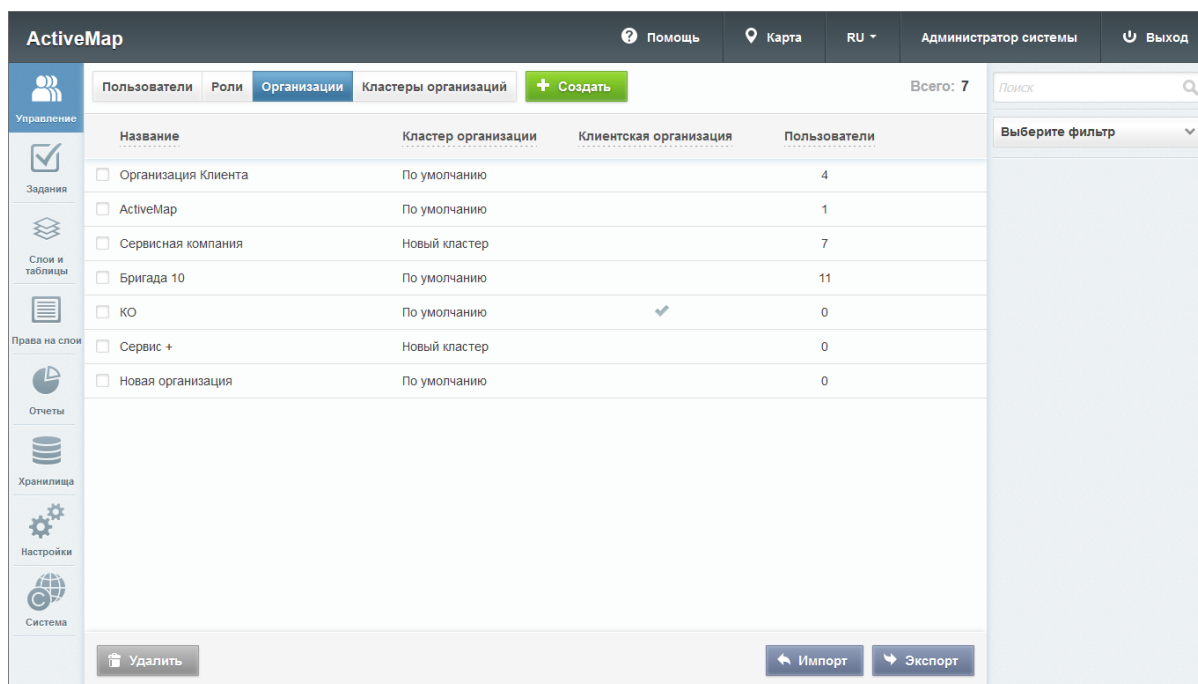 ActiveMap
Помощь
Карта
RU
Администратор системы
Выход
Управление
Задания
Слои и
таблицы
Права на слои
Отчеты
Хранилища
Настройки
Система
Пользователи
Роли
Организации
Кластеры организаций
Создать
Всего: 7
Поиск
Выберите фильтр
Название Кластер организации Клиентская организация Пользователи
Организация Клиента По умолчанию 4
ActiveMap По умолчанию 1
Сервисная компания Новый кластер 7
Бригада 10 По умолчанию 11
КО По умолчанию 0
Сервис + Новый кластер 0
Новая организация По умолчанию 0
Удалить
Импорт
Экспорт